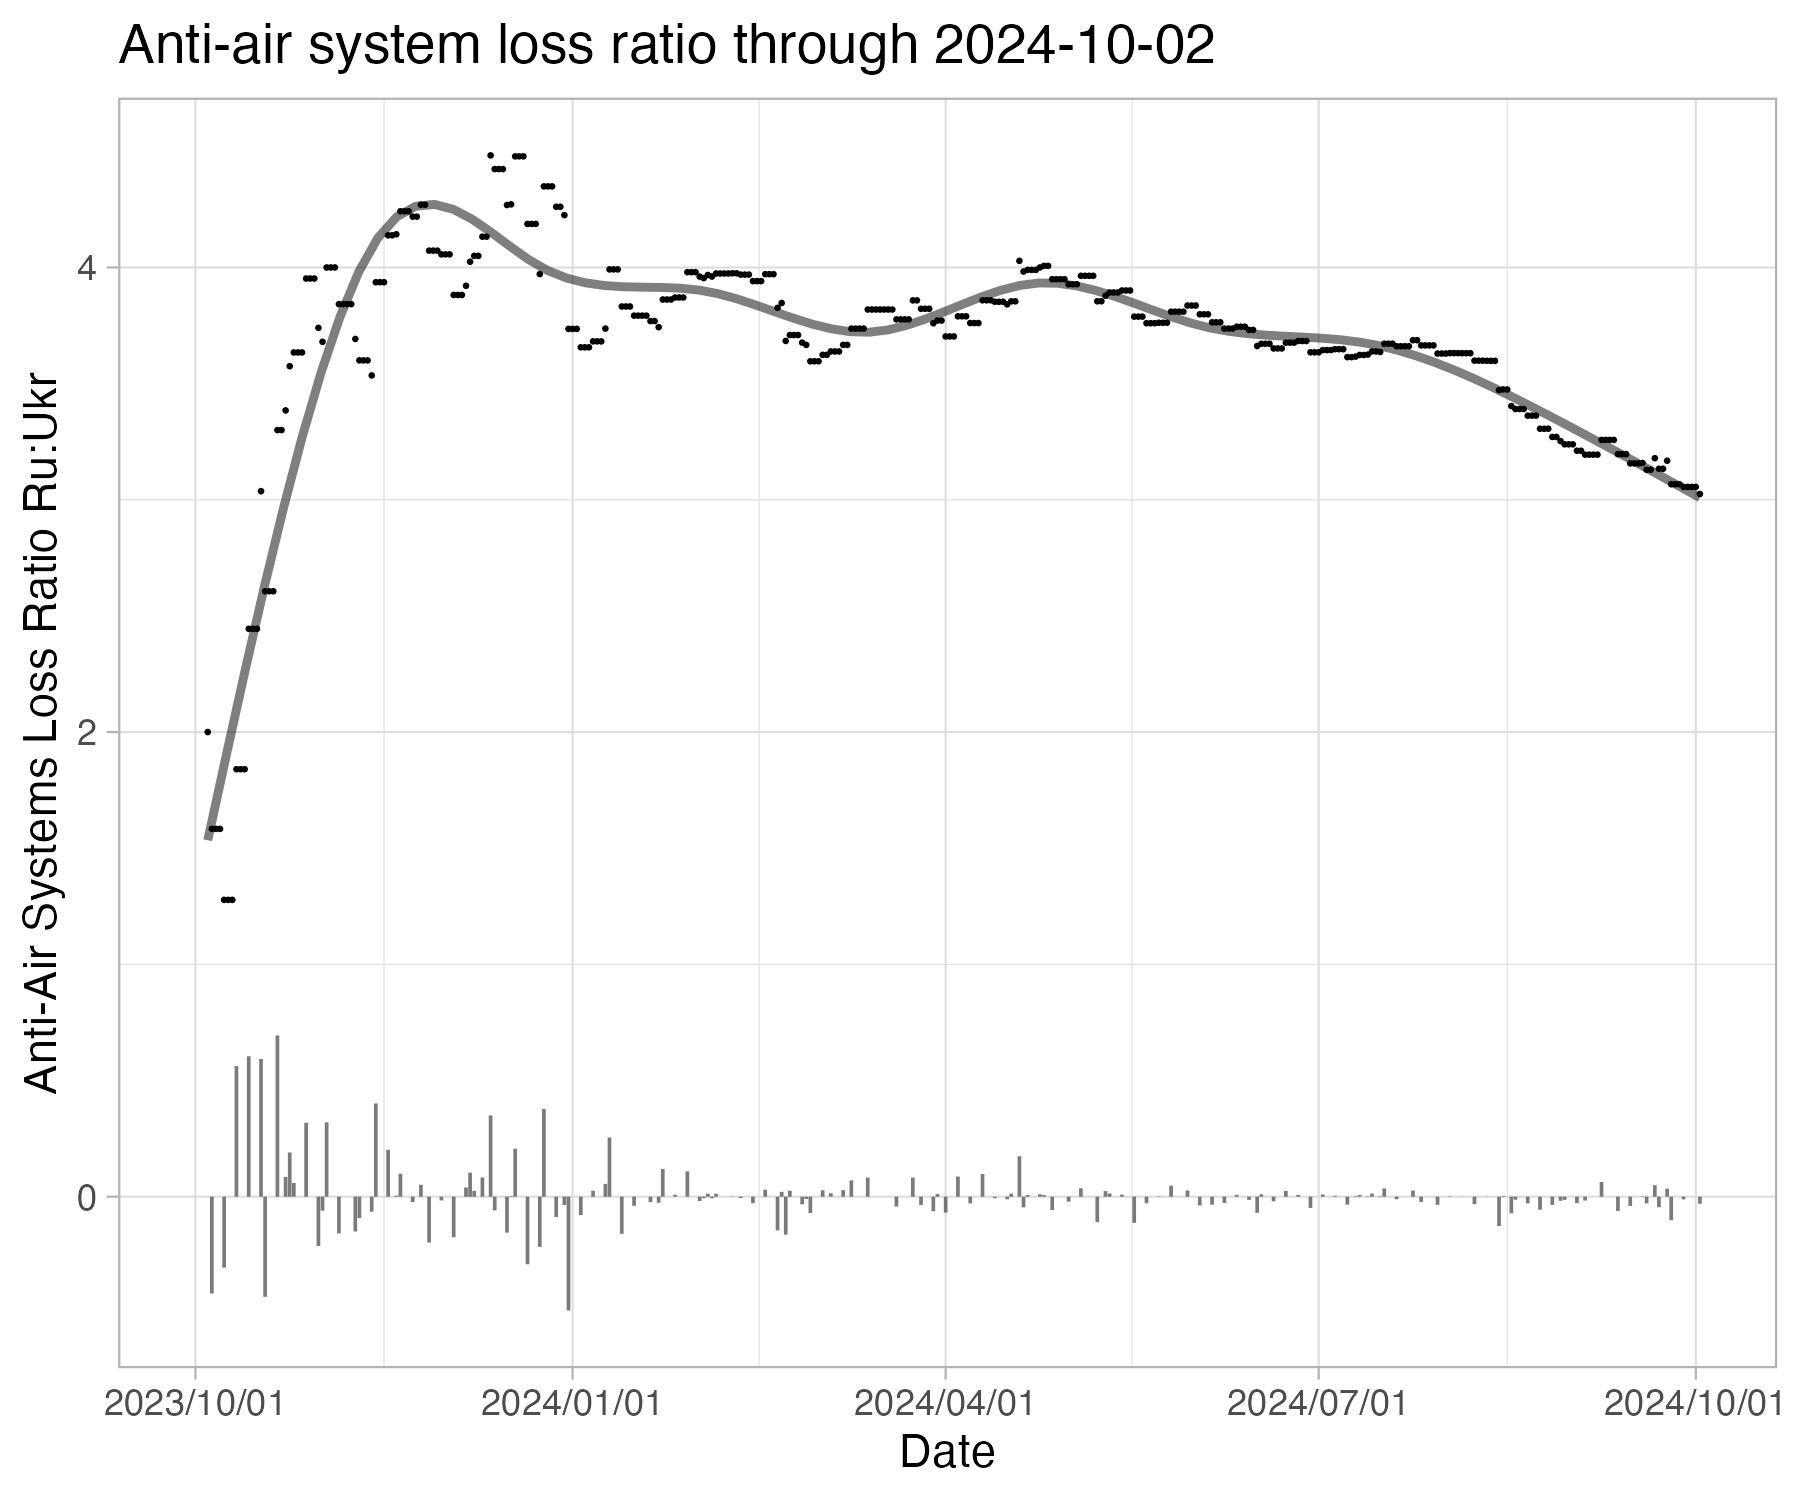 Anti-air system loss ratio through 2024-10-02
Anti-Air Systems Loss Ratio Ru:Ukr
4
2
0
2023/10/01
2024/01/01
2024/04/01
2024/07/01
2024/10/01
Date